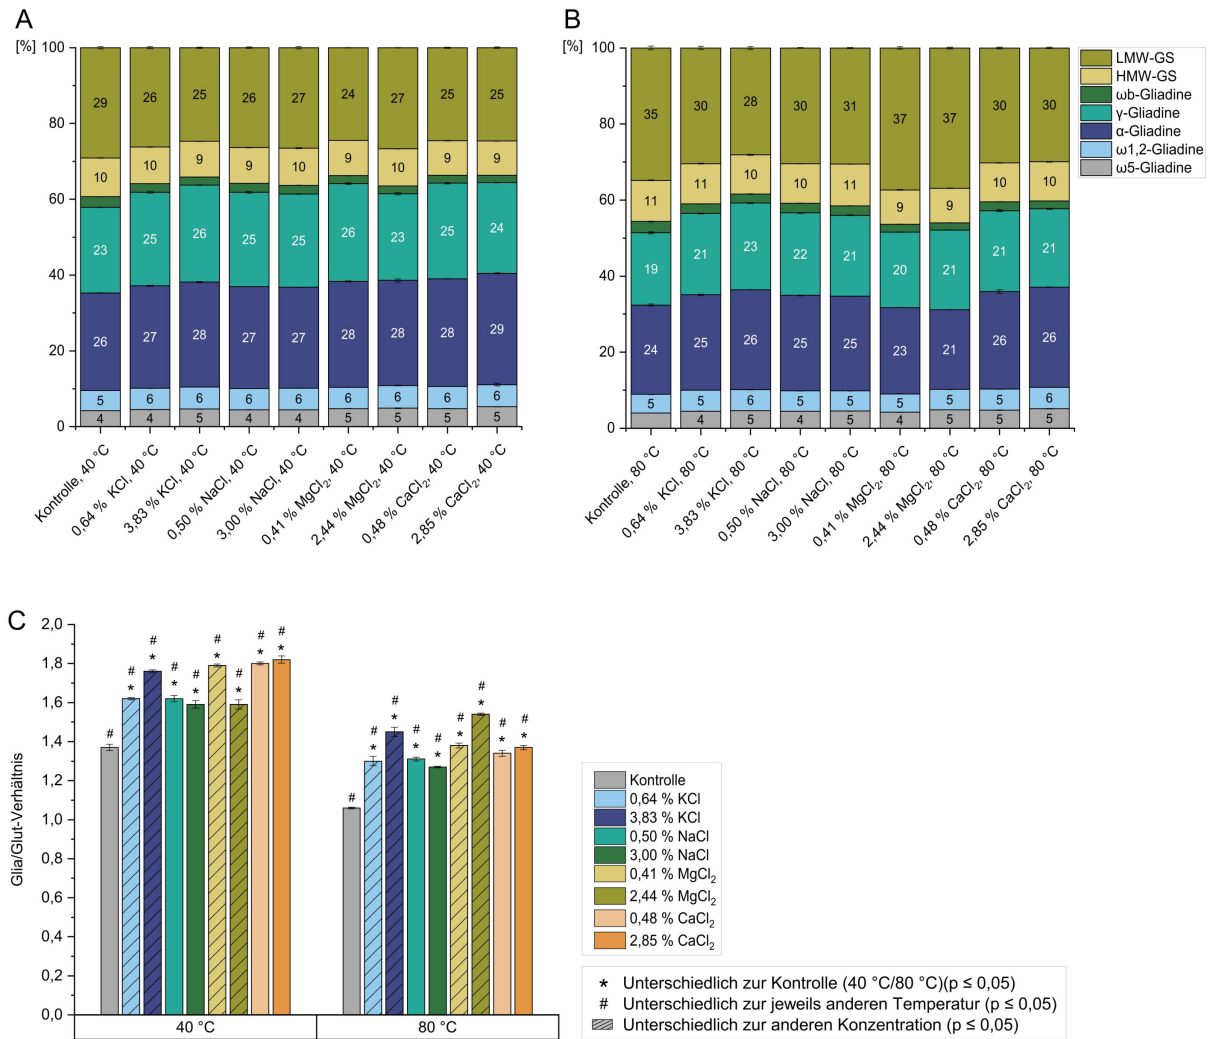 A
[%]
100
80
60
40
20
0
29 26 25 26 27 24 27 25 25
10 10 9 9 10 9 10 9 9
23 25 26 25 25 26 23 25 24
26 27 28 27 27 28 28 28 29
5 6 6 6 6 6 6 6 6
4 4 5 4 4 5 5 5 5
Kontrolle, 40 °C
0,64 % KCl, 40 °C
3,83 % KCl, 40 °C
0,50 % NaCl, 40 °C
3,00 % NaCl, 40 °C
0,41 % MgCl₂, 40 °C
2,44 % MgCl₂, 40 °C
0,48 % CaCl₂, 40 °C
2,85 % CaCl₂, 40 °C
B
[%]
100
80
60
40
20
0
35 30 28 30 31 37 37 30 30
11 11 10 10 11 9 9 10 10
19 21 23 22 21 20 21 21 21
24 25 26 25 25 23 21 26 26
5 5 6 5 5 5 5 5 6
4 5 4 5 4 5 5 5
Kontrolle, 80 °C
0,64 % KCl, 80 °C
3,83 % KCl, 80 °C
0,50 % NaCl, 80 °C
3,00 % NaCl, 80 °C
0,41 % MgCl₂, 80 °C
2,44 % MgCl₂, 80 °C
0,48 % CaCl₂, 80 °C
2,85 % CaCl₂, 80 °C
LMW-GS
HMW-GS
ωb-Gliadine
γ-Gliadine
α-Gliadine
ω1,2-Gliadine
ω5-Gliadine
C
Glia/Glut-Verhältnis
2,0
1,8
1,6
1,4
1,2
1,0
0,8
0,6
0,4
0,2
0,0
# # # # # # # # #
* * * * * * * *
# # # # # # # # #
* * * * * * * *
40 °C
80 °C
Kontrolle
0,64 % KCl
3,83 % KCl
0,50 % NaCl
3,00 % NaCl
0,41 % MgCl₂
2,44 % MgCl₂
0,48 % CaCl₂
2,85 % CaCl₂
* Unterschiedlich zur Kontrolle (40 °C/80 °C)(p ≤ 0,05)
# Unterschiedlich zur jeweils anderen Temperatur (p ≤ 0,05)
Unterschiedlich zur anderen Konzentration (p ≤ 0,05)